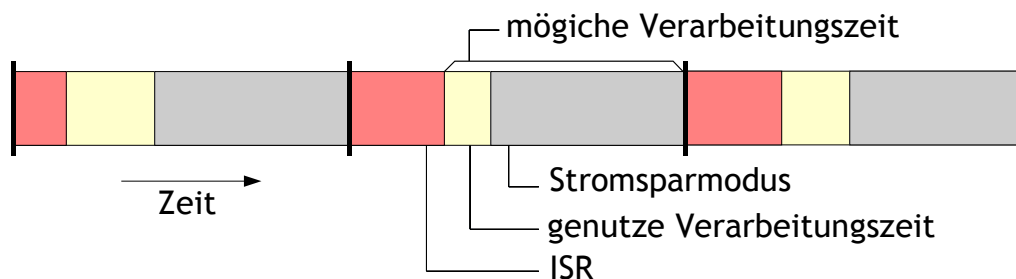 mögiche Verarbeitungszeit
Zeit
Stromsparmodus
genutze Verarbeitungszeit
ISR